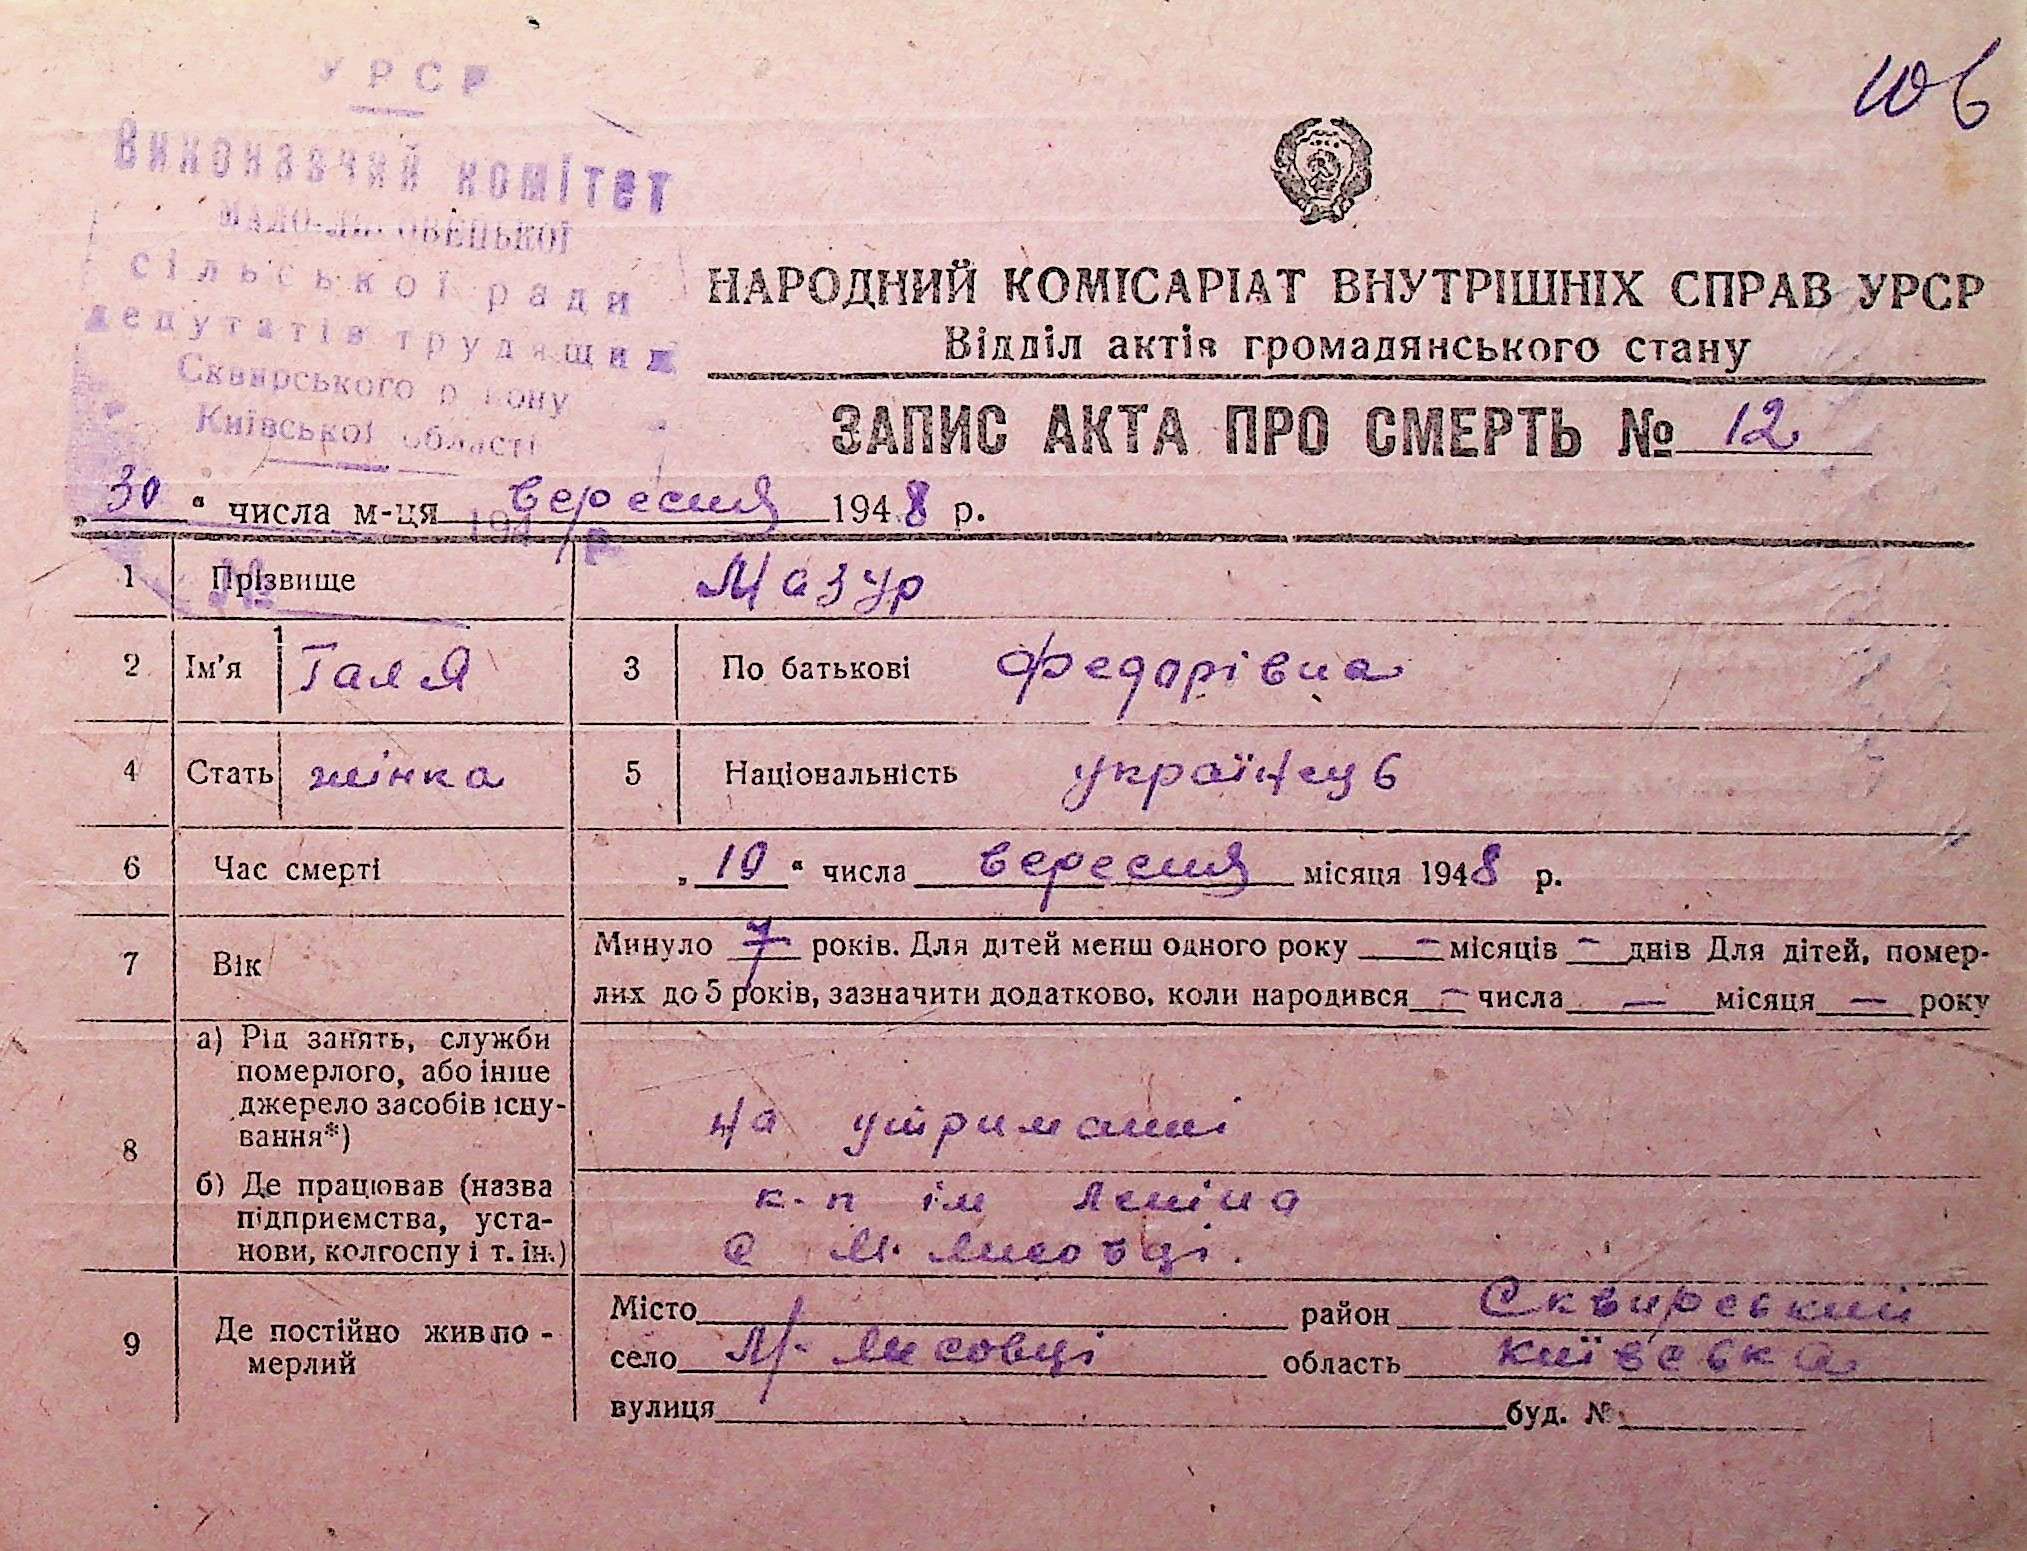 106
УРСР
Виконавчий комітет
сільської ради
депутатів трудящих
Сквирського району
Київської області
194 р.
№
НАРОДНИЙ КОМІСАРІАТ ВНУТРІШНІХ СПРАВ УРСР
Відділ актів громадянського стану
ЗАПИС АКТА ПРО СМЕРТЬ № 12
„30“ числа м-ця вересня 1948 р.
1 Прізвище Мазур
2 Ім'я Галя 3 По батькові Федорівна
4 Стать жінка 5 Національність українець
6 Час смерті „10“ числа вересня місяця 1948 р.
7 Вік Минуло 7 років. Для дітей менш одного року — місяців — днів Для дітей, помер-
лих до 5 років, зазначити додатково, коли народився — числа — місяця — року
8 а) Рід занять, служби
померлого, або інше
джерело засобів існу-
вання*)
на утриманні
б) Де працював (назва
підприємства, уста-
нови, колгоспу і т. ін.)
к-п ім Леніна
с М. Лисовці.
9 Де постійно жив по-
мерлий
Місто район Сквирський
село М. Лисовці область Київська
вулиця буд. №